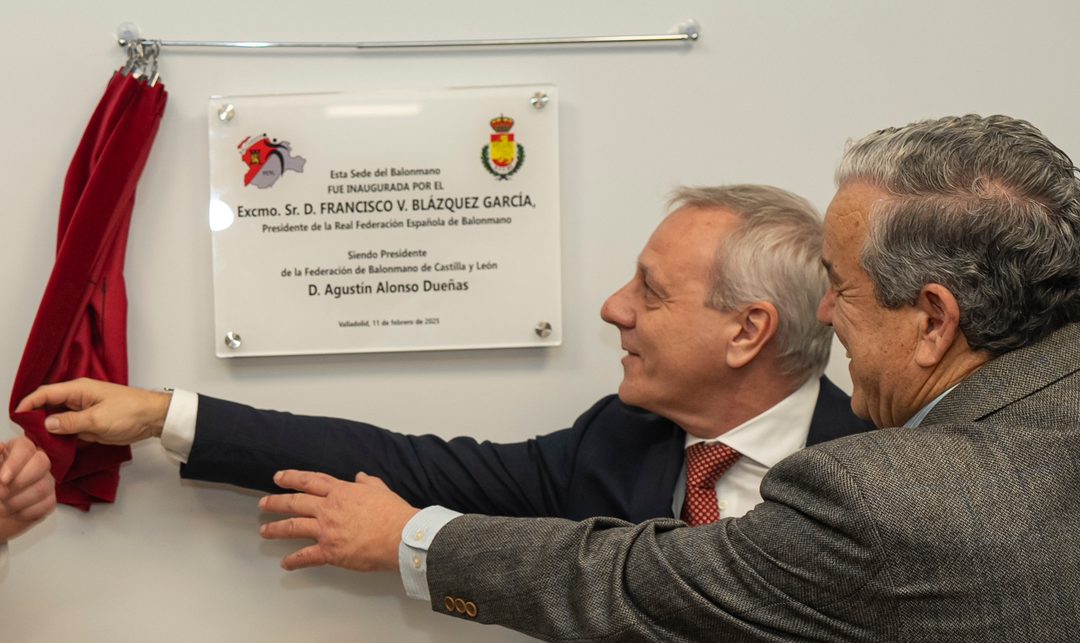 Esta Sede del Balonmano
FUE INAUGURADA POR EL
Excmo. Sr. D. FRANCISCO V. BLÁZQUEZ GARCÍA,
Presidente de la Real Federación Española de Balonmano
Siendo Presidente
de la Federación de Balonmano de Castilla y León
D. Agustín Alonso Dueñas
Valladolid, 11 de febrero de 2025